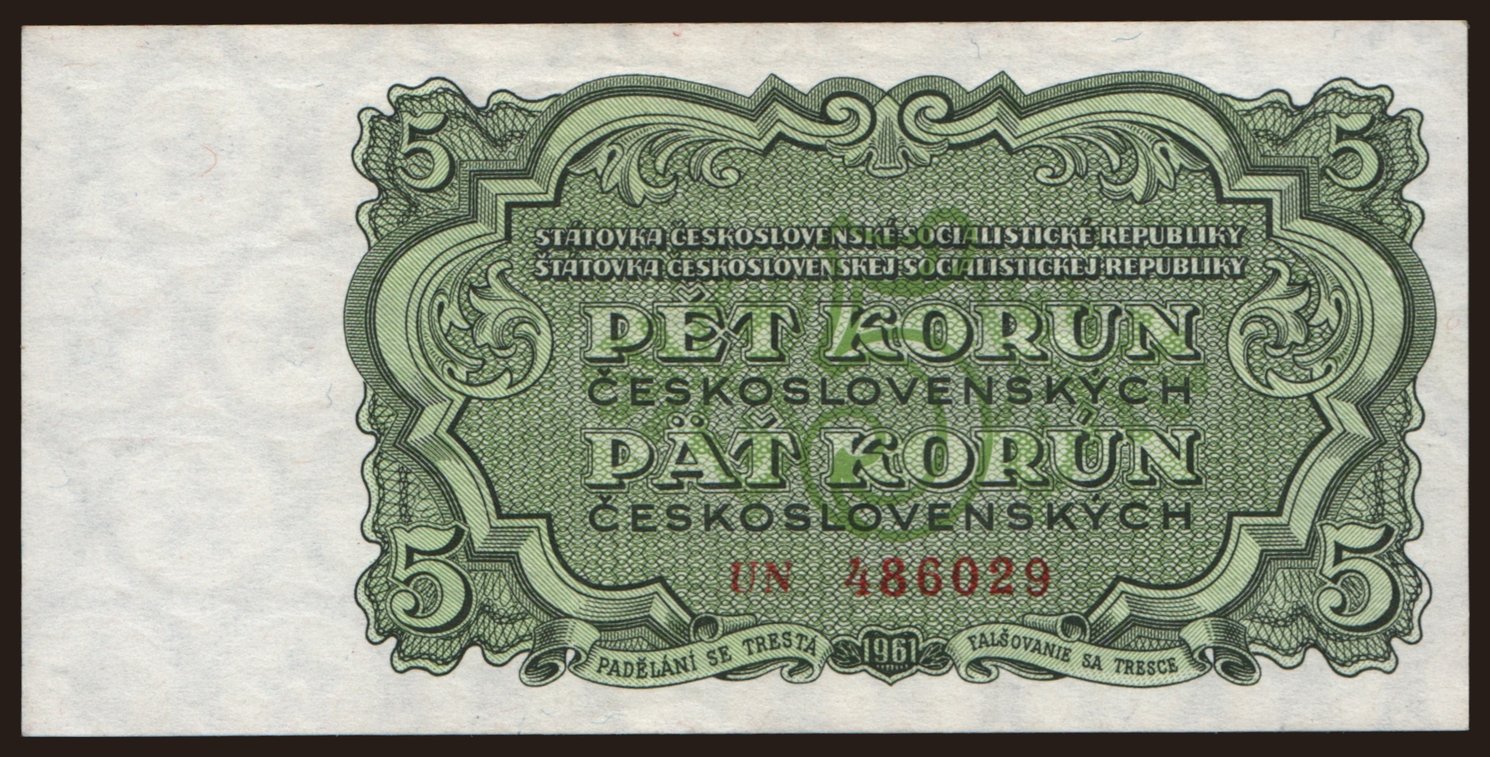 5 5
STÁTOVKA ČESKOSLOVENSKÉ SOCIALISTICKÉ REPUBLIKY
ŠTÁTOVKA ČESKOSLOVENSKEJ SOCIALISTICKEJ REPUBLIKY
PĚT KORUN
ČESKOSLOVENSKÝCH
PÄŤ KORÚN
ČESKOSLOVENSKÝCH
UN 486029
5 5
PADĚLÁNÍ SE TRESTÁ 1961 FALŠOVANIE SA TRESCE